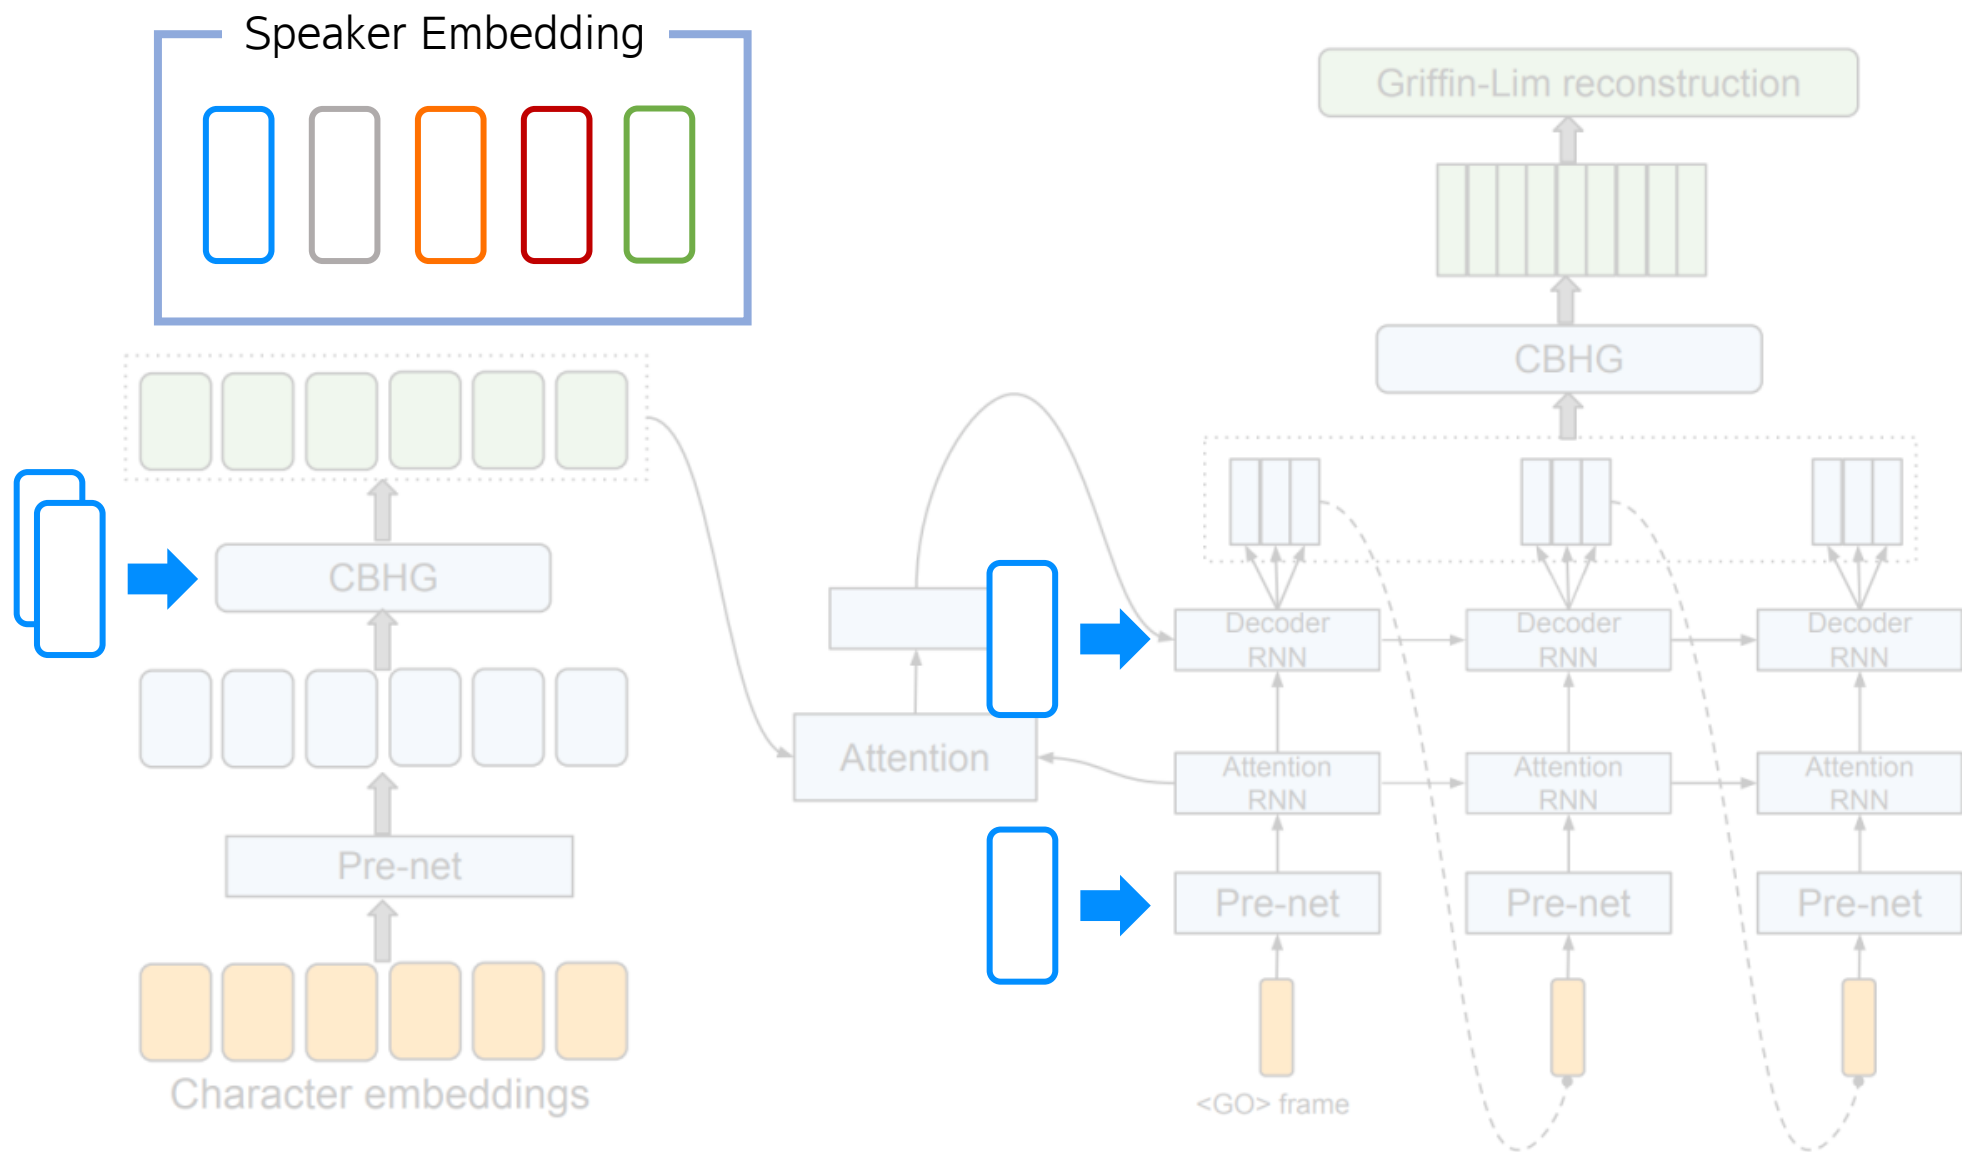 Speaker Embedding
Griffin-Lim reconstruction
CBHG
CBHG
Decoder
RNN
Decoder
RNN
Decoder
RNN
Attention
Attention
RNN
Attention
RNN
Attention
RNN
Pre-net
Pre-net
Pre-net
Pre-net
Character embeddings
<GO> frame